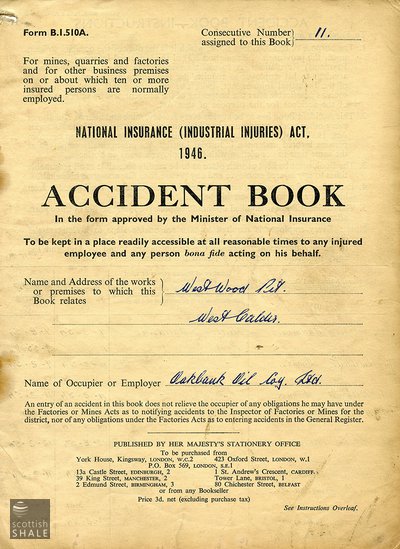 Form B.I.510A.
Consecutive Number
assigned to this Book
11.
For mines, quarries and factories
and for other business premises
on or about which ten or more
insured persons are normally
employed.
NATIONAL INSURANCE (INDUSTRIAL INJURIES) ACT,
1946.
ACCIDENT BOOK
In the form approved by the Minister of National Insurance
To be kept in a place readily accessible at all reasonable times to any injured
employee and any person bona fide acting on his behalf.
Name and Address of the works
or premises to which this
Book relates
West Wood Pit.
West Calder.
Name of Occupier or Employer Oakbank Oil Coy. Ltd.
An entry of an accident in this book does not relieve the occupier of any obligations he may have under
the Factories or Mines Acts as to notifying accidents to the Inspector of Factories or Mines for the
district, nor of any obligations under the Factories Acts as to entering accidents in the General Register.
PUBLISHED BY HER MAJESTY'S STATIONERY OFFICE
To be purchased from
York House, Kingsway, LONDON, W.C.2 423 Oxford Street, LONDON, W.1
P.O. Box 569, LONDON, S.E.1
13a Castle Street, EDINBURGH, 2 1 St. Andrew's Crescent, CARDIFF
39 King Street, MANCHESTER, 2 Tower Lane, BRISTOL, 1
2 Edmund Street, BIRMINGHAM, 3 80 Chichester Street, BELFAST
or from any Bookseller
Price 3d. net (excluding purchase tax)
See Instructions Overleaf.
scottish
SHALE